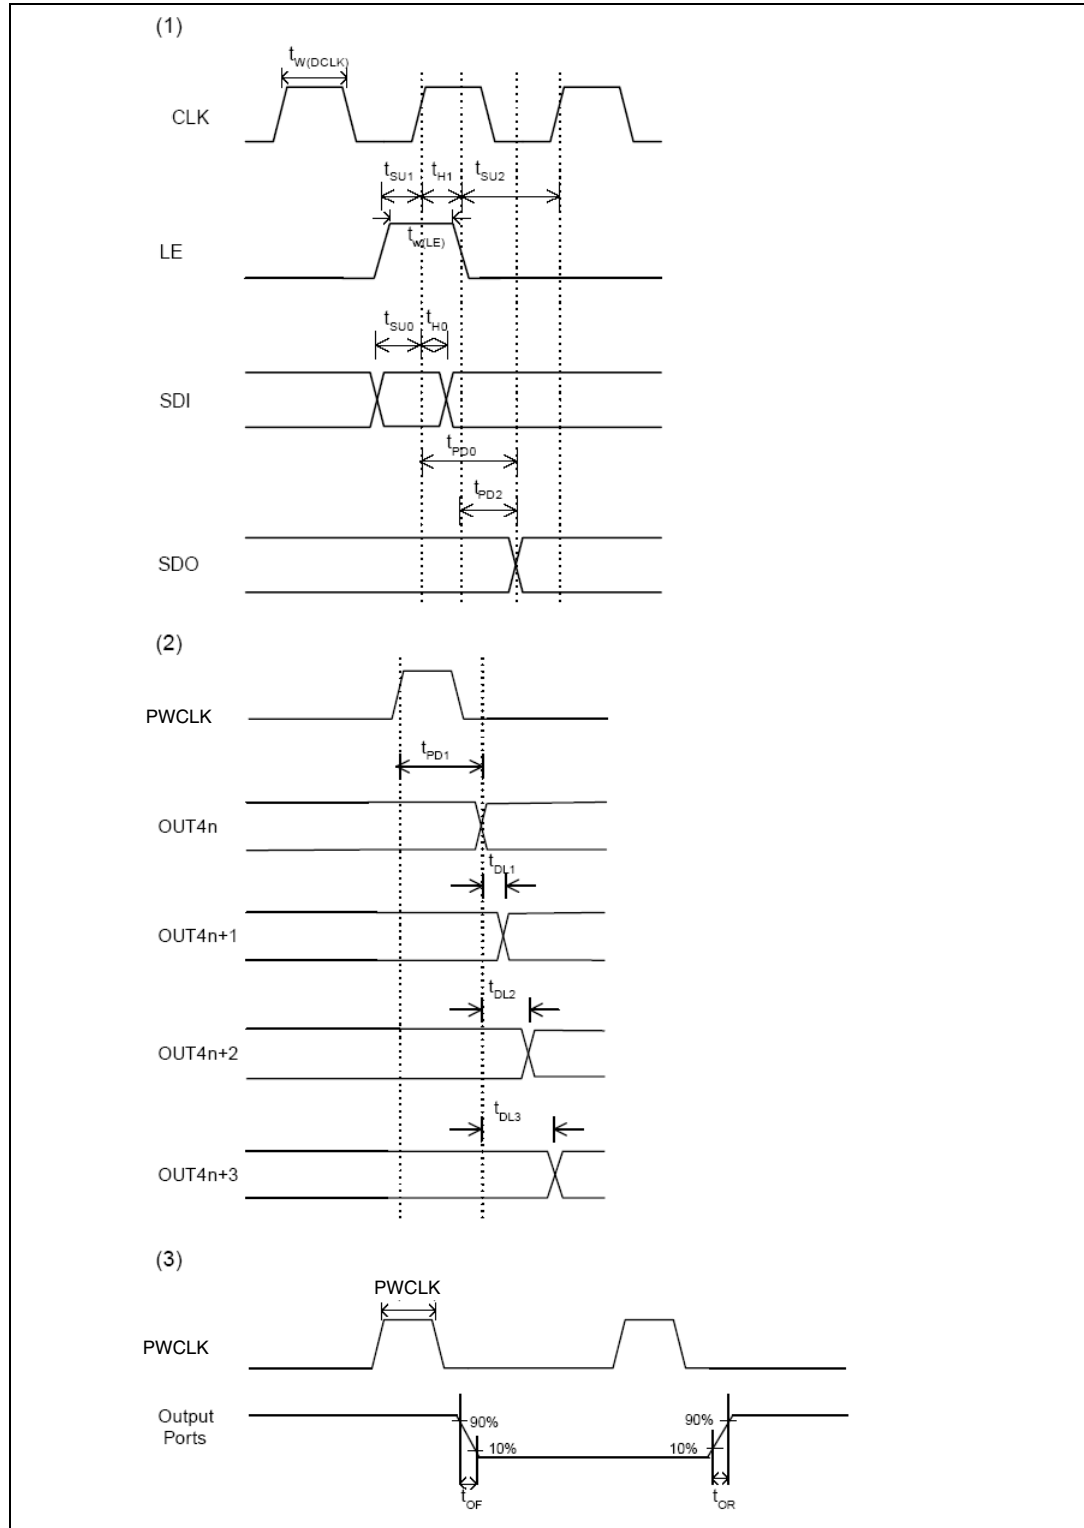 (1)
tW(DCLK)
CLK
tSU1 tH1 tSU2
tw(LE)
LE
tSU0 tH0
SDI
tPD0
tPD2
SDO
(2)
PWCLK
tPD1
OUT4n
tDL1
OUT4n+1
tDL2
OUT4n+2
tDL3
OUT4n+3
(3)
PWCLK
PWCLK
Output
Ports
90% 90%
10% 10%
tOF tOR